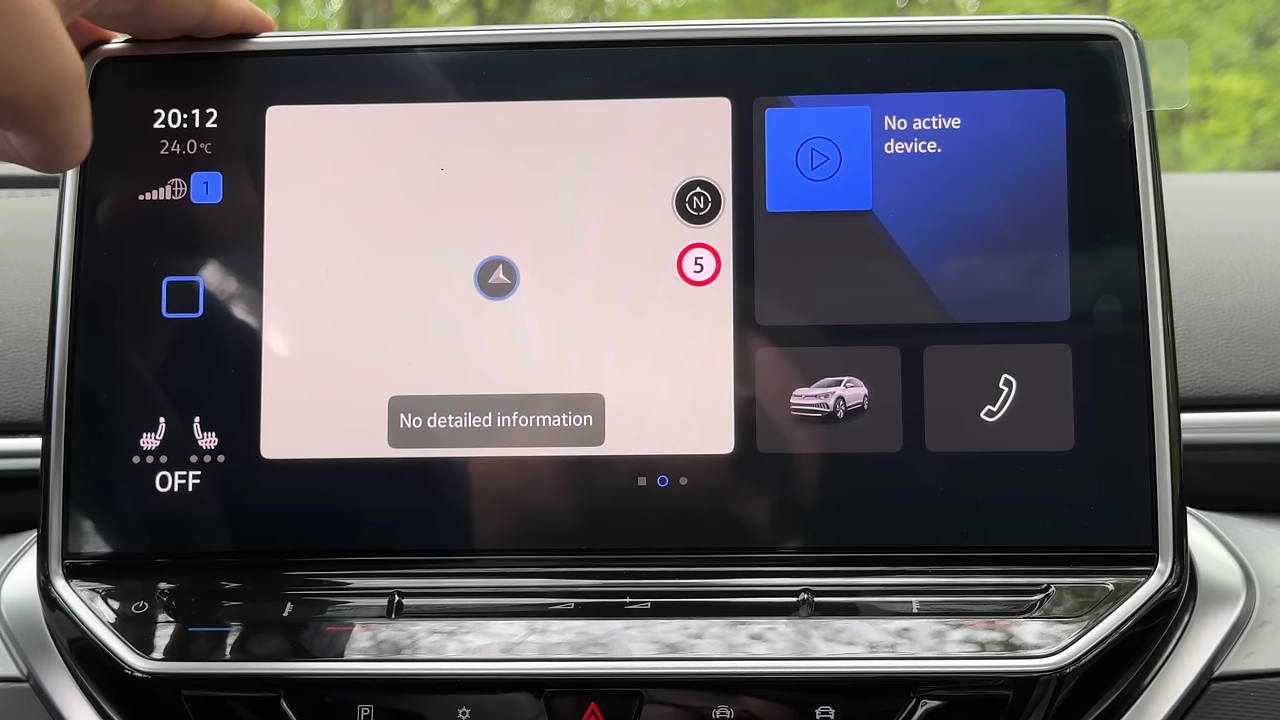 20:12
24.0°C
1
N
5
No detailed information
No active
device.
OFF
P